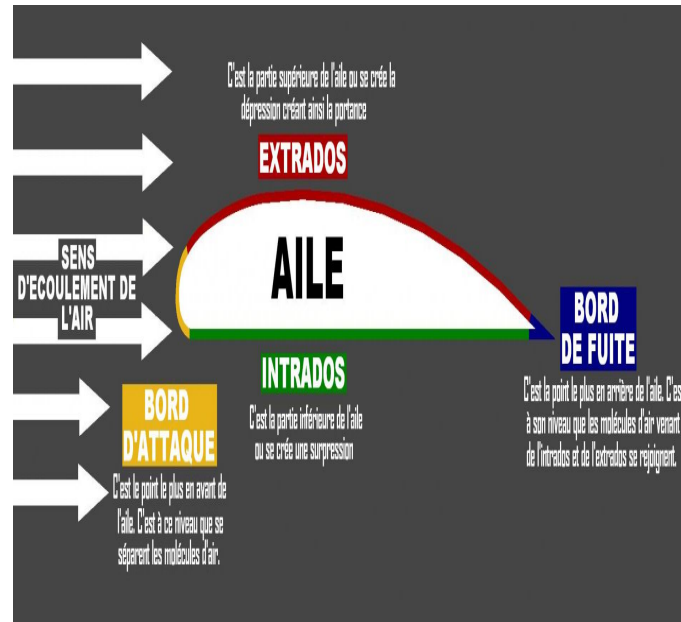 C'est la partie supérieure de l'aile ou se crée la
dépression créant ainsi la portance
EXTRADOS
AILE
SENS
D'ECOULEMENT DE
L'AIR
INTRADOS
C'est la partie inférieure de l'aile
ou se crée une surpression
BORD
D'ATTAQUE
C'est le point le plus en avant de
l'aile. C'est à ce niveau que se
séparent les molécules d'air.
BORD
DE FUITE
C'est le point le plus en arrière de l'aile. C'es
à son niveau que les molécules d'air venant
de l'intrados et de l'extrados se rejoignent.